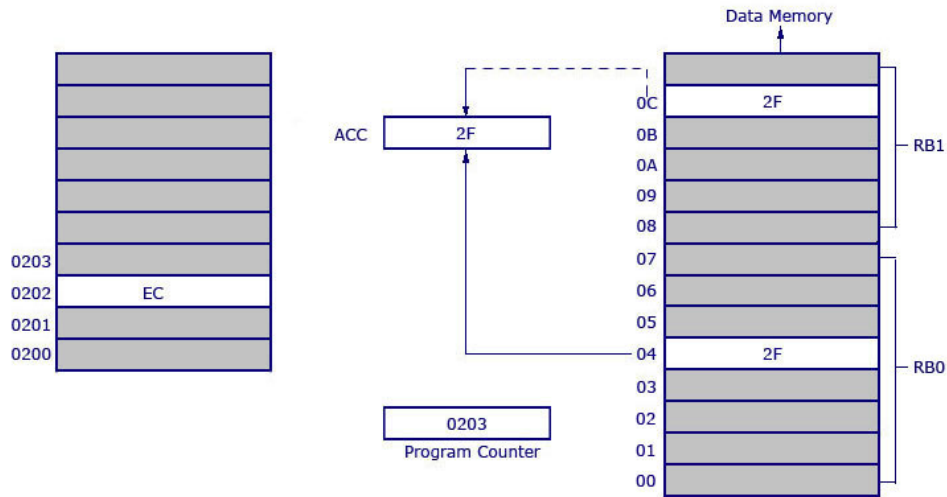 Data Memory
0C
2F
ACC
2F
0B
RB1
0A
09
08
0203
07
0202
EC
06
0201
05
0200
04
2F
RB0
03
0203
02
Program Counter
01
00